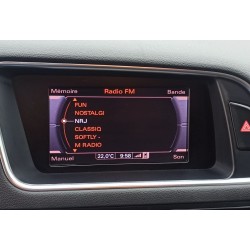 Mémoire Radio FM Bande
FUN
NOSTALGI
NRJ
CLASSIQ
SOFTLY -
M RADIO
Manuel 22,0°C 9:58 Son